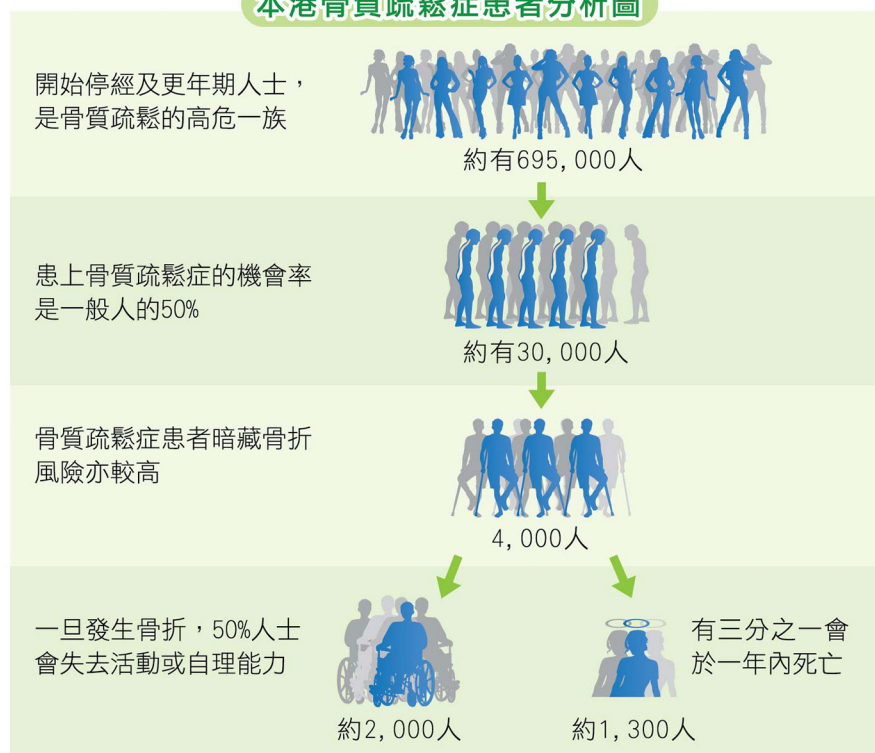 本港骨質疏鬆症患者分析圖
開始停經及更年期人士，
是骨質疏鬆的高危一族
約有695,000人
患上骨質疏鬆症的機會率
是一般人的50%
約有30,000人
骨質疏鬆症患者暗藏骨折
風險亦較高
4,000人
一旦發生骨折，50%人士
會失去活動或自理能力
約2,000人
有三分之一會
於一年內死亡
約1,300人